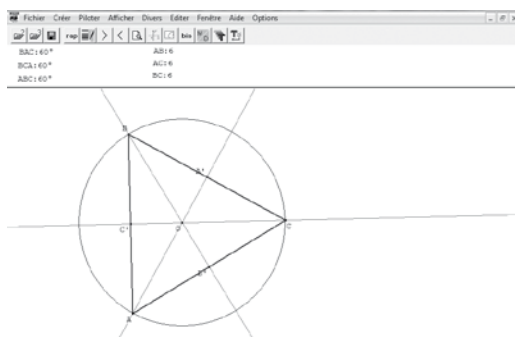 Fichier Créer Piloter Afficher Divers Editer Fenêtre Aide Options
BAC:60° AB:6
BCA:60° AC:6
ABC:60° BC:6
B
A'
C' O C
B'
A